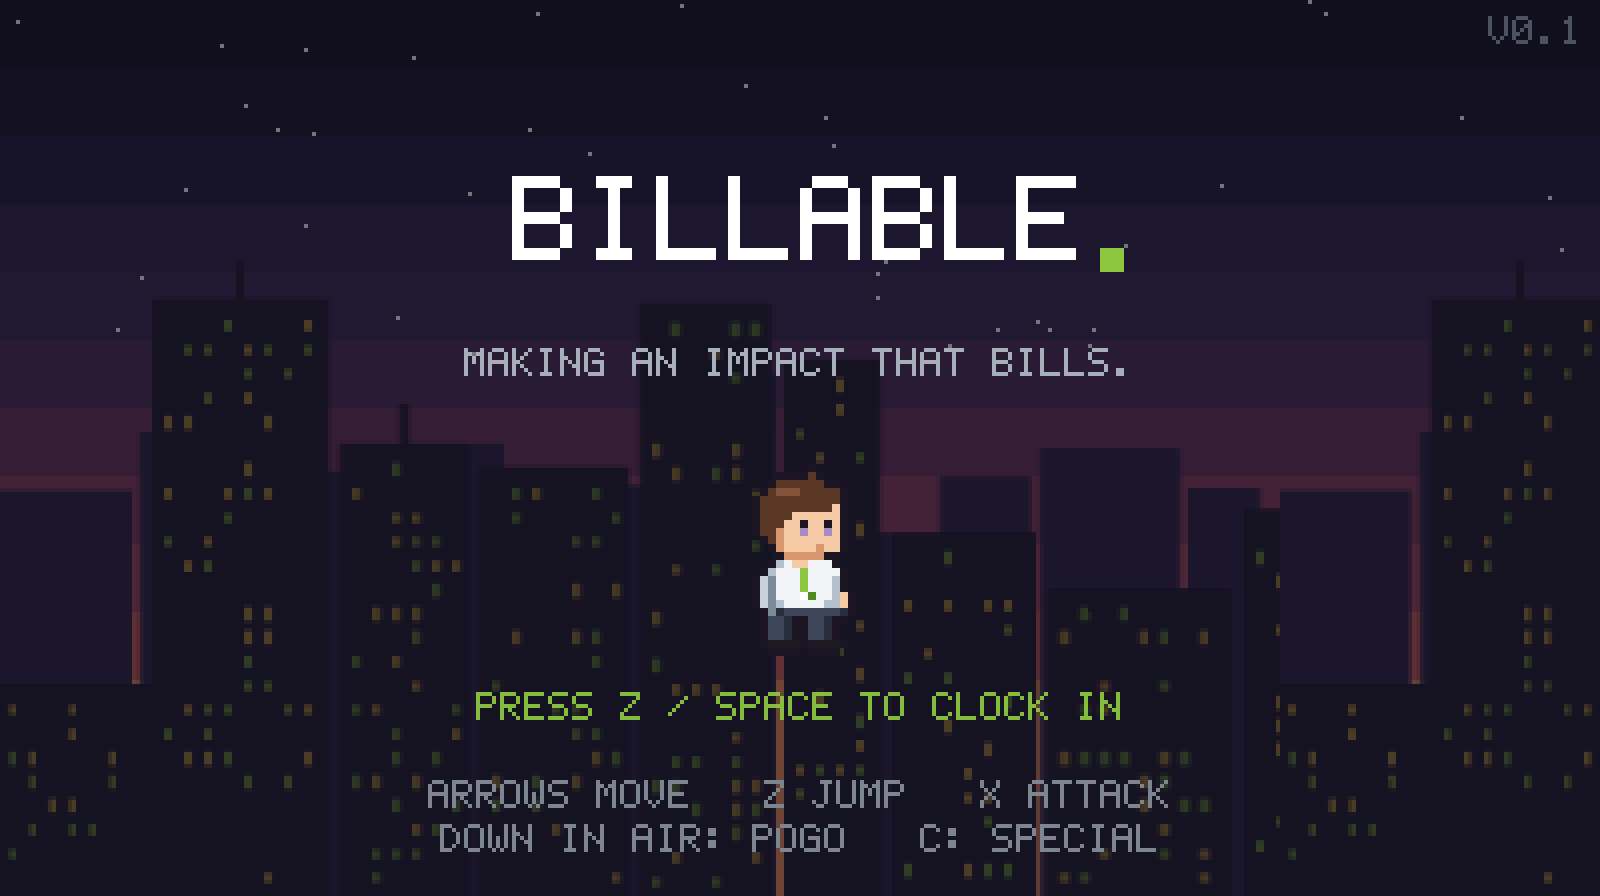 V0.1
BILLABLE.
MAKING AN IMPACT THAT BILLS.
PRESS Z / SPACE TO CLOCK IN
ARROWS MOVE Z JUMP X ATTACK
DOWN IN AIR: POGO C: SPECIAL